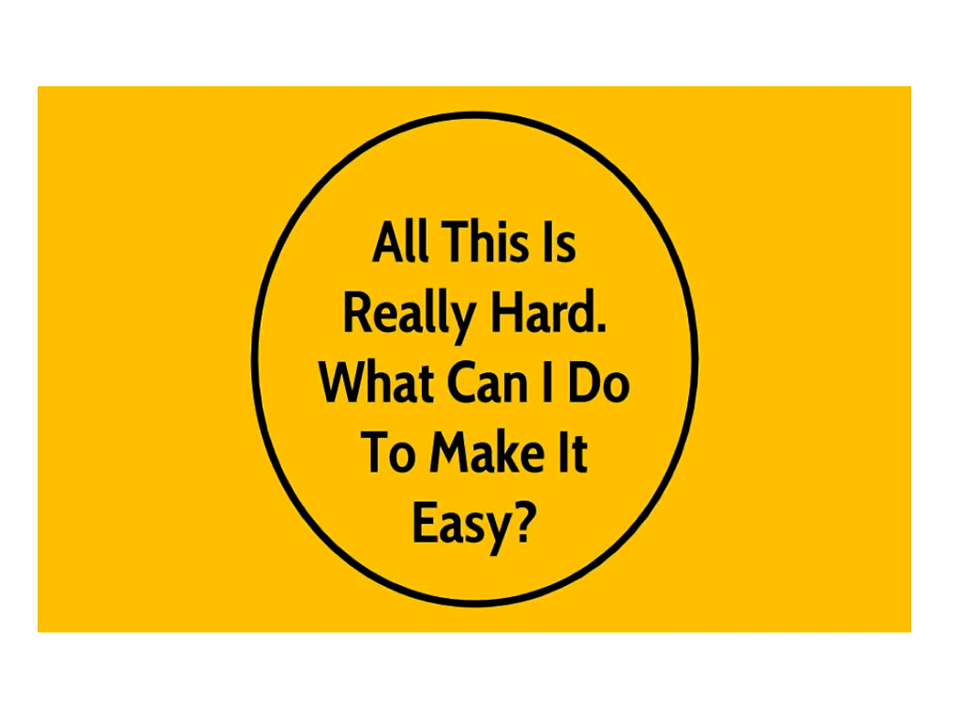 All This Is
Really Hard.
What Can I Do
To Make It
Easy?